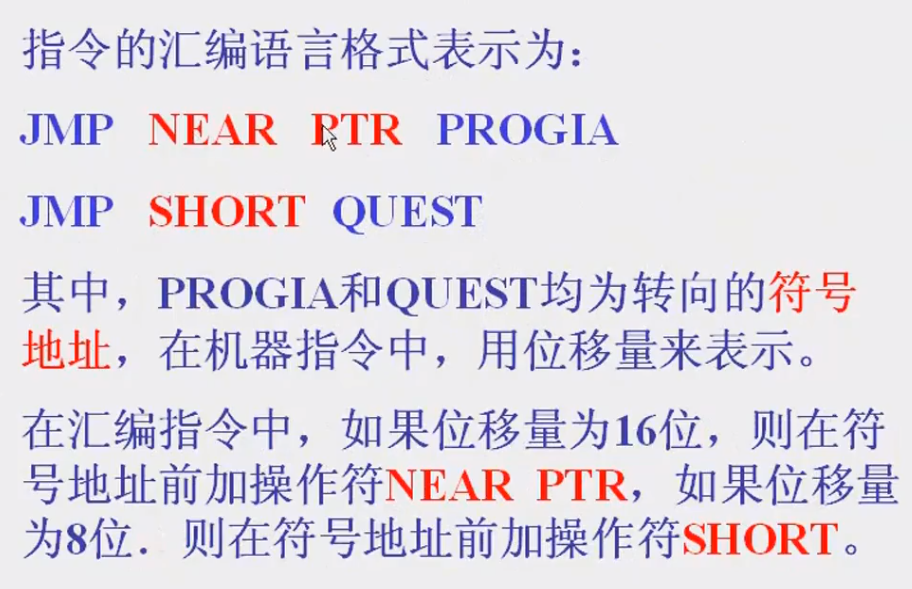 指令的汇编语言格式表示为：
JMP NEAR PTR PROGIA
JMP SHORT QUEST
其中，PROGIA和QUEST均为转向的符号
地址，在机器指令中，用位移量来表示。
在汇编指令中，如果位移量为16位，则在符
号地址前加操作符NEAR PTR，如果位移量
为8位．则在符号地址前加操作符SHORT。